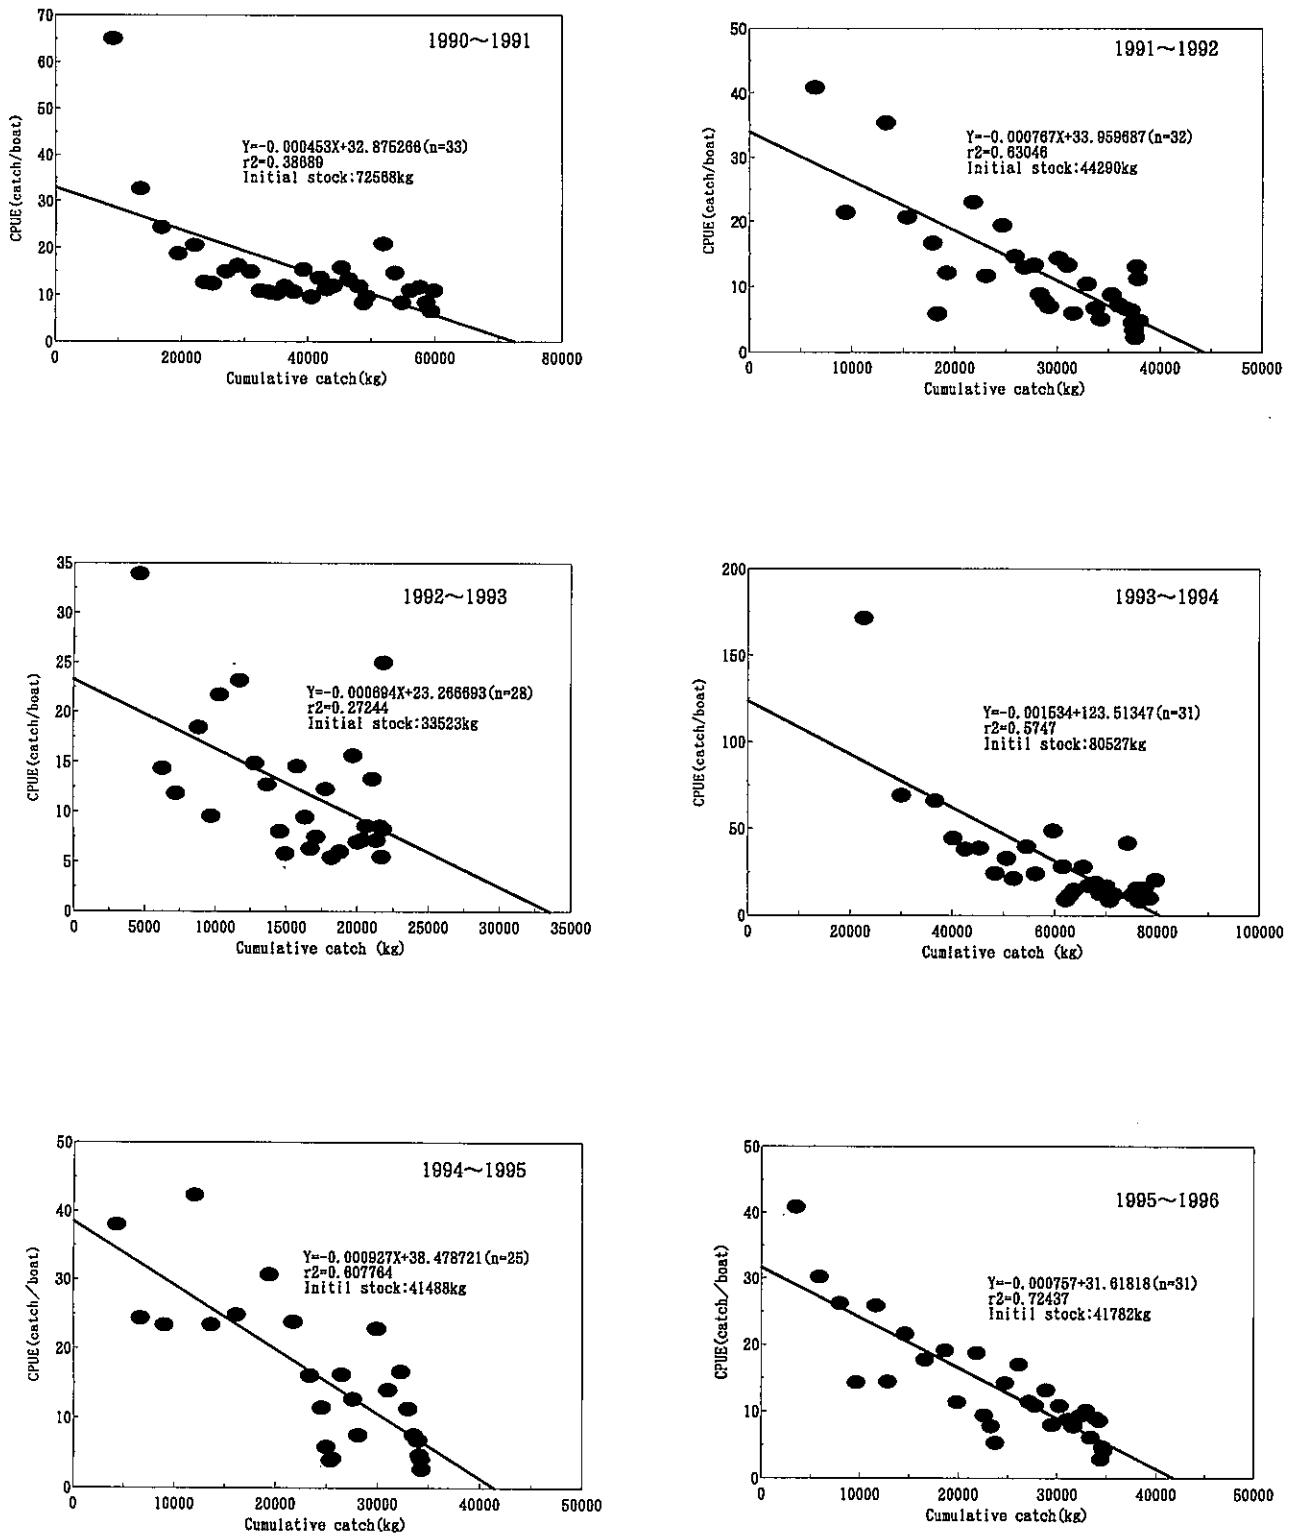 1990～1991
70
60
50
40
30
20
10
0
CPUE(catch/boat)
Y=-0.000453X+32.875266(n=33)
r2=0.38689
Initial stock:72568kg
0 20000 40000 60000 80000
Cumulative catch(kg)
1991～1992
50
40
30
20
10
0
CPUE(catch/boat)
Y=-0.000767X+33.959687(n=32)
r2=0.63046
Initial stock:44290kg
0 10000 20000 30000 40000 50000
Cumulative catch(kg)
1992～1993
35
30
25
20
15
10
5
0
CPUE(catch/boat)
Y=-0.000694X+23.266693(n=28)
r2=0.27244
Initial stock:33523kg
0 5000 10000 15000 20000 25000 30000 35000
Cumulative catch (kg)
1993～1994
200
150
100
50
0
CPUE(catch/boat)
Y=-0.001534+123.51347(n=31)
r2=0.5747
Initil stock:80527kg
0 20000 40000 60000 80000 100000
Cumlative catch (kg)
1994～1995
50
40
30
20
10
0
CPUE(catch/boat)
Y=-0.000927X+38.478721(n=25)
r2=0.607764
Initil stock:41488kg
0 10000 20000 30000 40000 50000
Cumulative catch(kg)
1995～1996
50
40
30
20
10
0
CPUE(catch/boat)
Y=-0.000757+31.61818(n=31)
r2=0.72437
Initil stock:41782kg
0 10000 20000 30000 40000 50000
Cumulative catch(kg)